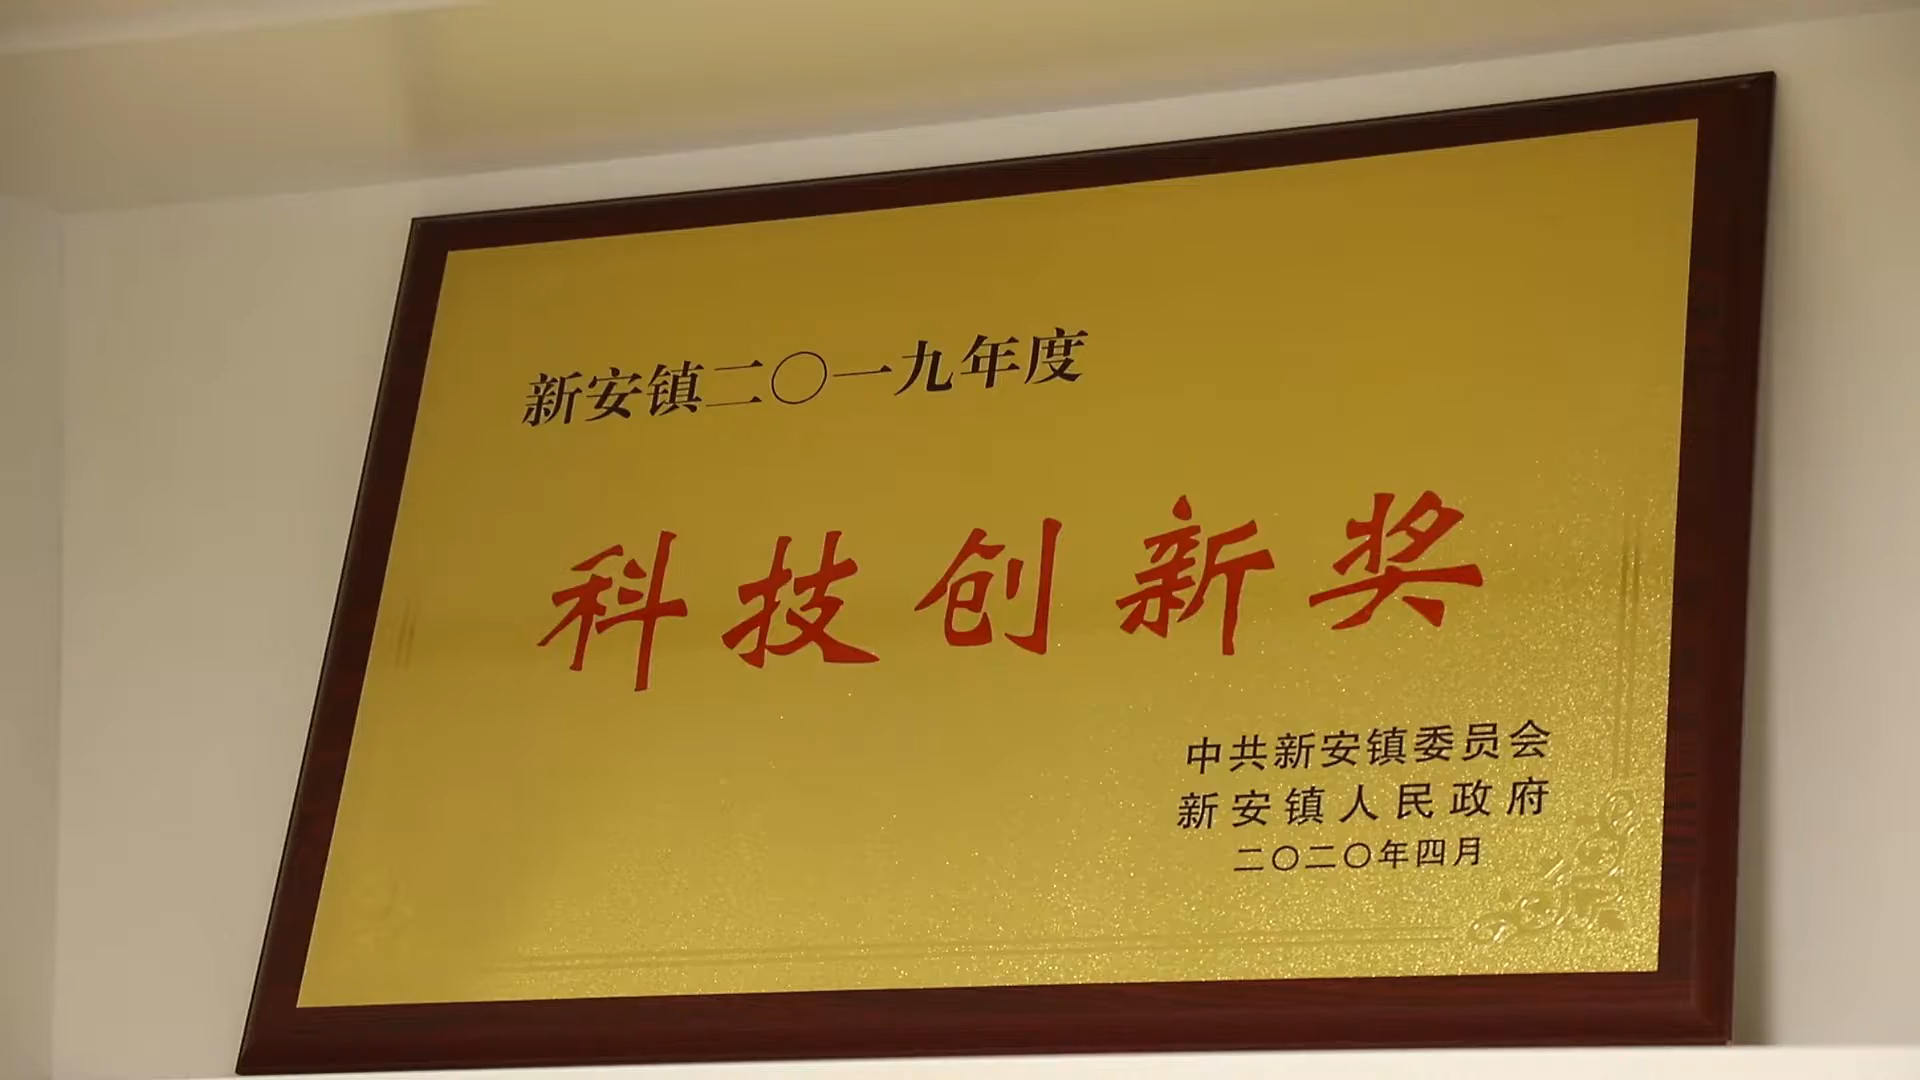 新安镇二〇一九年度
科技创新奖
中共新安镇委员会
新安镇人民政府
二〇二〇年四月